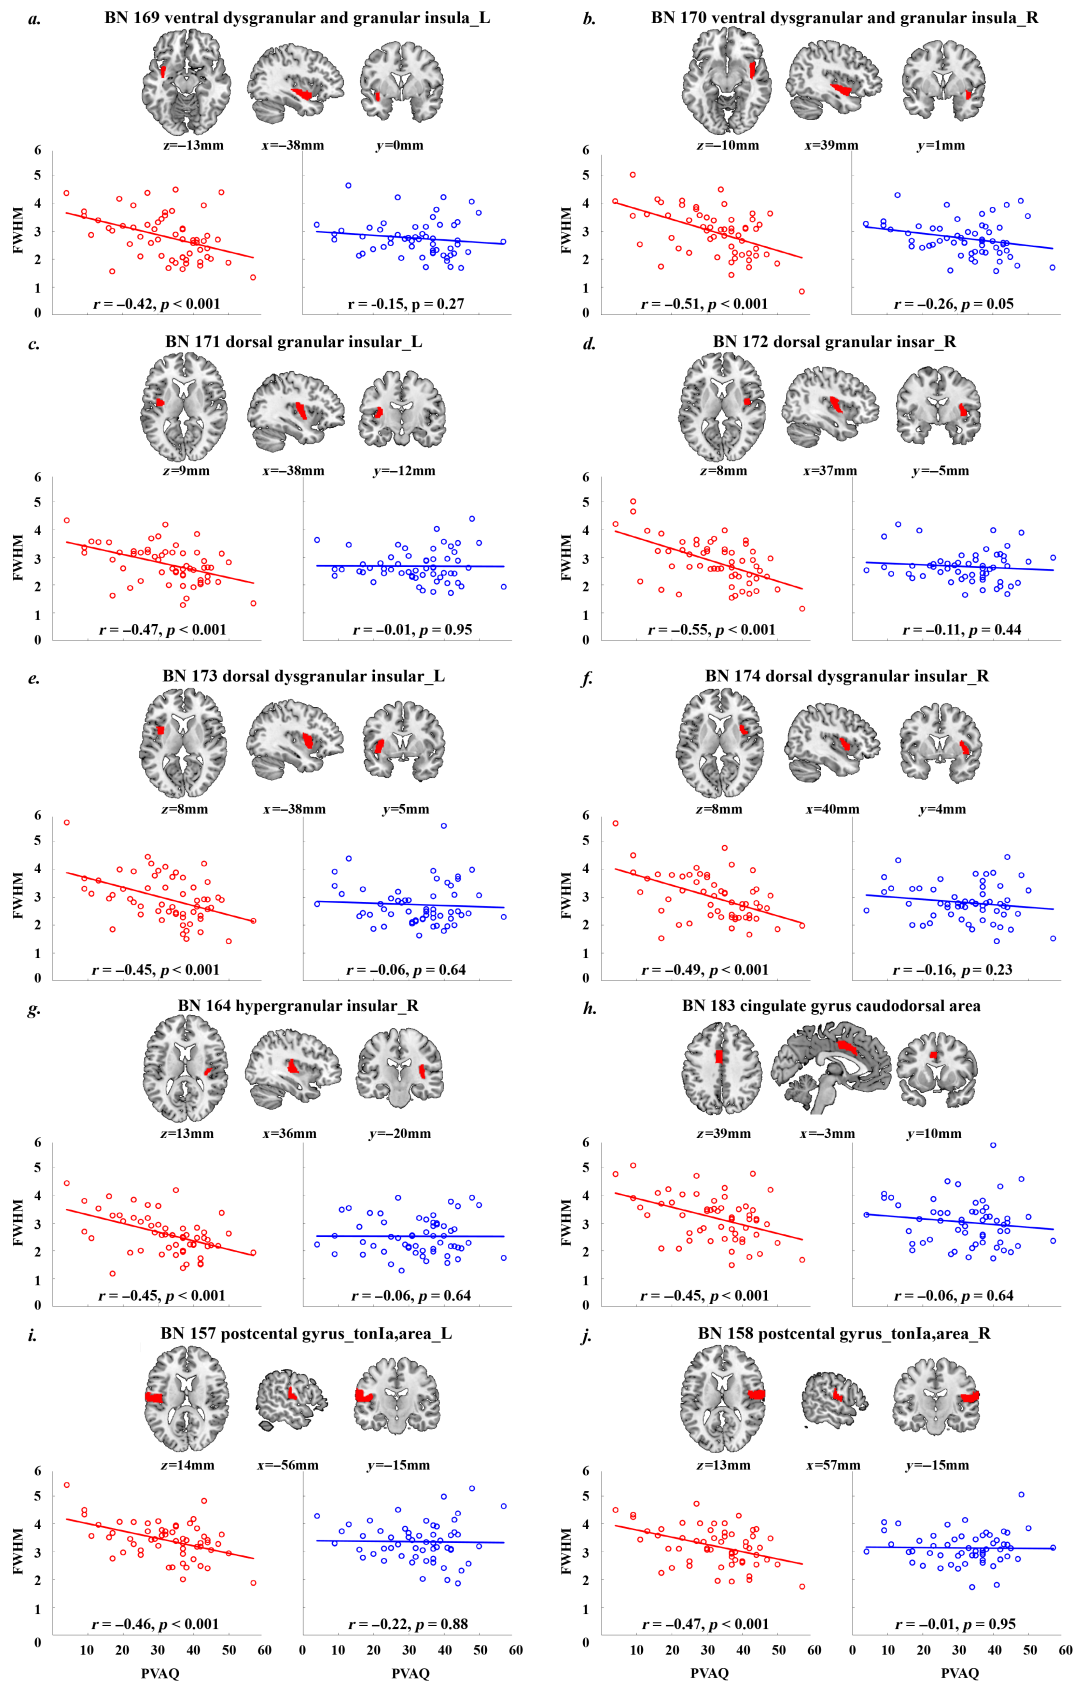 a. BN 169 ventral dysgranular and granular insula_L
z=−13mm x=−38mm y=0mm
6
5
4
3
2
1
0
FWHM
r = −0.42, p < 0.001
r = -0.15, p = 0.27
b. BN 170 ventral dysgranular and granular insula_R
z=−10mm x=39mm y=1mm
6
5
4
3
2
1
0
FWHM
r = −0.51, p < 0.001
r = −0.26, p = 0.05
c. BN 171 dorsal granular insular_L
z=9mm x=−38mm y=−12mm
6
5
4
3
2
1
0
FWHM
r = −0.47, p < 0.001
r = −0.01, p = 0.95
d. BN 172 dorsal granular insar_R
z=8mm x=37mm y=−5mm
6
5
4
3
2
1
0
FWHM
r = −0.55, p < 0.001
r = −0.11, p = 0.44
e. BN 173 dorsal dysgranular insular_L
z=8mm x=−38mm y=5mm
6
5
4
3
2
1
0
FWHM
r = −0.45, p < 0.001
r = −0.06, p = 0.64
f. BN 174 dorsal dysgranular insular_R
z=8mm x=40mm y=4mm
6
5
4
3
2
1
0
FWHM
r = −0.49, p < 0.001
r = −0.16, p = 0.23
g. BN 164 hypergranular insular_R
z=13mm x=36mm y=−20mm
6
5
4
3
2
1
0
FWHM
r = −0.45, p < 0.001
r = −0.06, p = 0.64
h. BN 183 cingulate gyrus caudodorsal area
z=39mm x=−3mm y=10mm
6
5
4
3
2
1
0
FWHM
r = −0.45, p < 0.001
r = −0.06, p = 0.64
i. BN 157 postcental gyrus_tonIa,area_L
z=14mm x=−56mm y=−15mm
6
5
4
3
2
1
0
FWHM
r = −0.46, p < 0.001
r = −0.22, p = 0.88
10 20 30 40 50 0 10 20 30 40 50 60
PVAQ PVAQ
j. BN 158 postcental gyrus_tonIa,area_R
z=13mm x=57mm y=−15mm
6
5
4
3
2
1
0
FWHM
r = −0.47, p < 0.001
r = −0.01, p = 0.95
10 20 30 40 50 0 10 20 30 40 50 60
PVAQ PVAQ